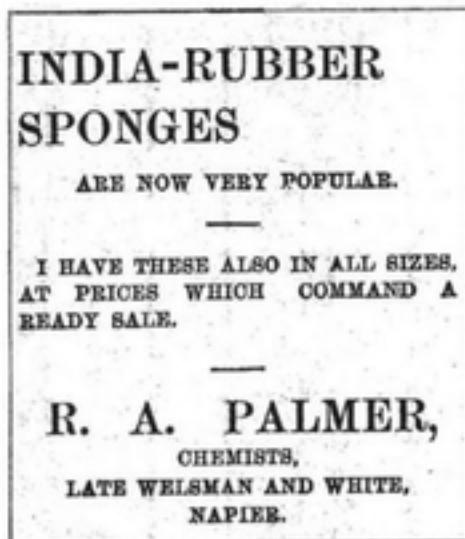 INDIA-RUBBER
SPONGES
ARE NOW VERY POPULAR.
I HAVE THESE ALSO IN ALL SIZES,
AT PRICES WHICH COMMAND A
READY SALE.
R. A. PALMER,
CHEMISTS,
LATE WELSMAN AND WHITE,
NAPIER.